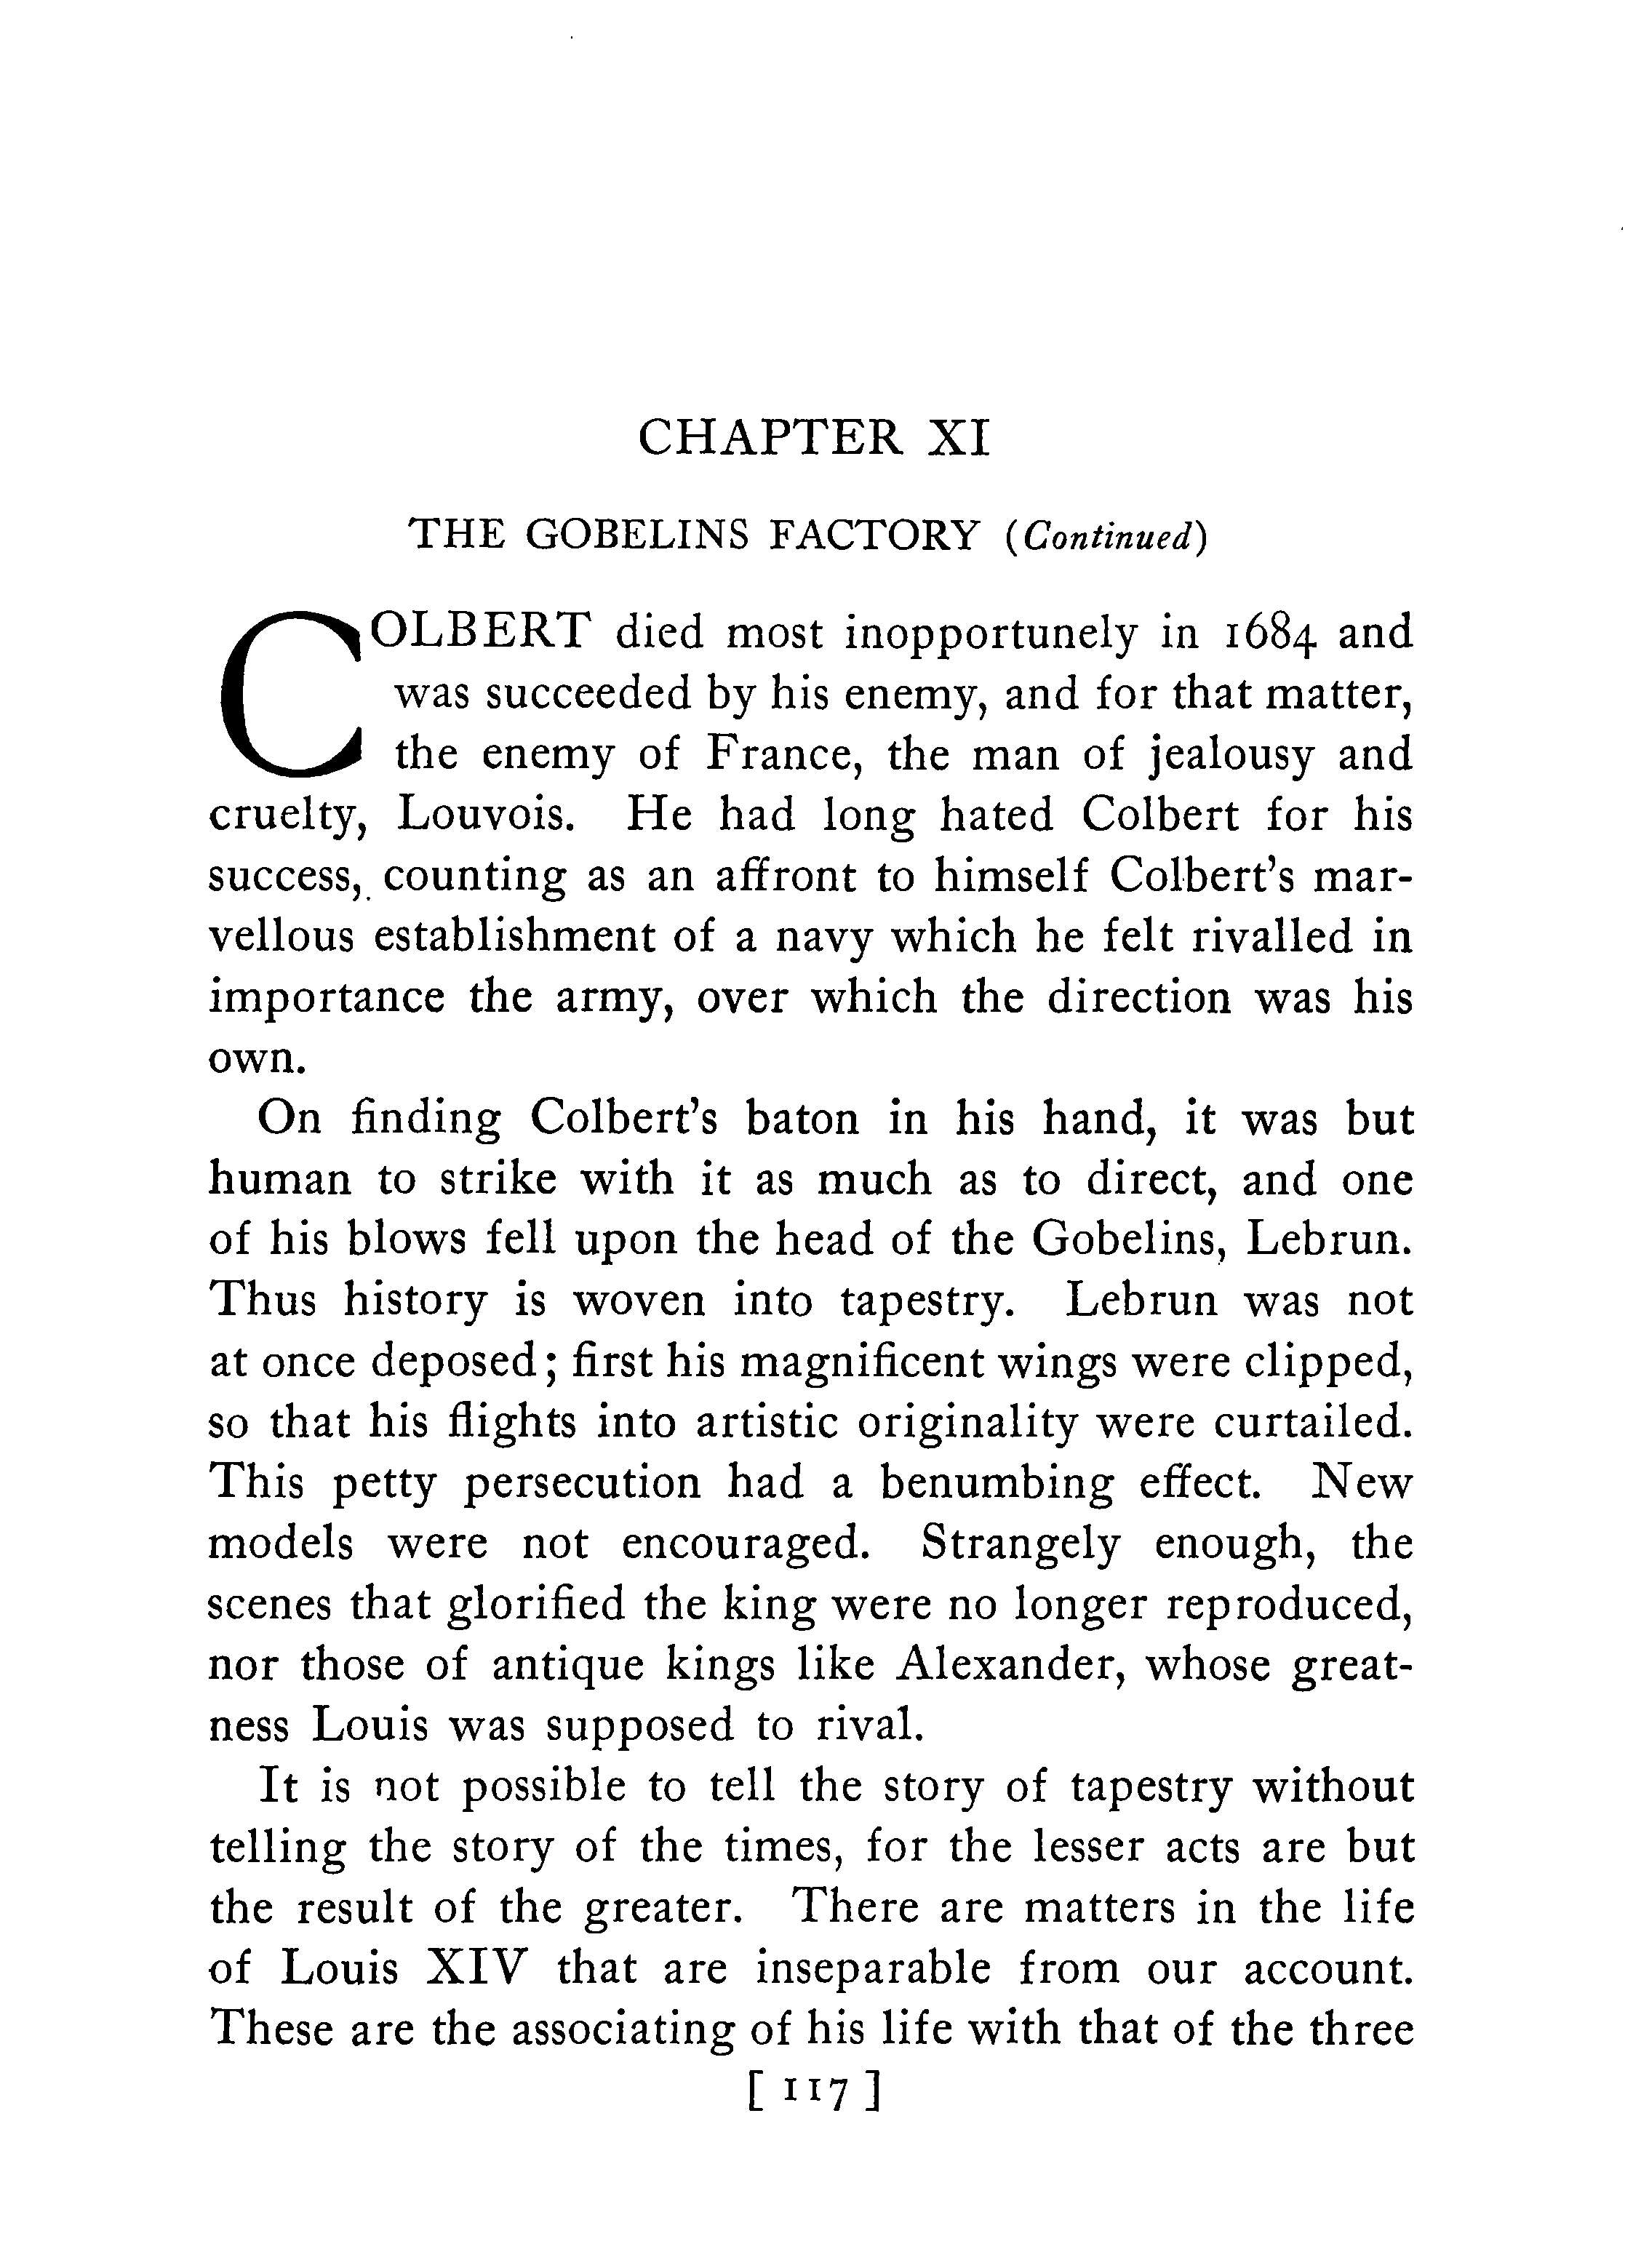 CHAPTER XI
THE GOBELINS FACTORY (Continued)
COLBERT died most inopportunely in 1684 and
was succeeded by his enemy, and for that matter,
the enemy of France, the man of jealousy and
cruelty, Louvois. He had long hated Colbert for his
success, counting as an affront to himself Colbert's mar-
vellous establishment of a navy which he felt rivalled in
importance the army, over which the direction was his
own.
On finding Colbert's baton in his hand, it was but
human to strike with it as much as to direct, and one
of his blows fell upon the head of the Gobelins, Lebrun.
Thus history is woven into tapestry. Lebrun was not
at once deposed; first his magnificent wings were clipped,
so that his flights into artistic originality were curtailed.
This petty persecution had a benumbing effect. New
models were not encouraged. Strangely enough, the
scenes that glorified the king were no longer reproduced,
nor those of antique kings like Alexander, whose great-
ness Louis was supposed to rival.
It is not possible to tell the story of tapestry without
telling the story of the times, for the lesser acts are but
the result of the greater. There are matters in the life
of Louis XIV that are inseparable from our account.
These are the associating of his life with that of the three
[ 117 ]